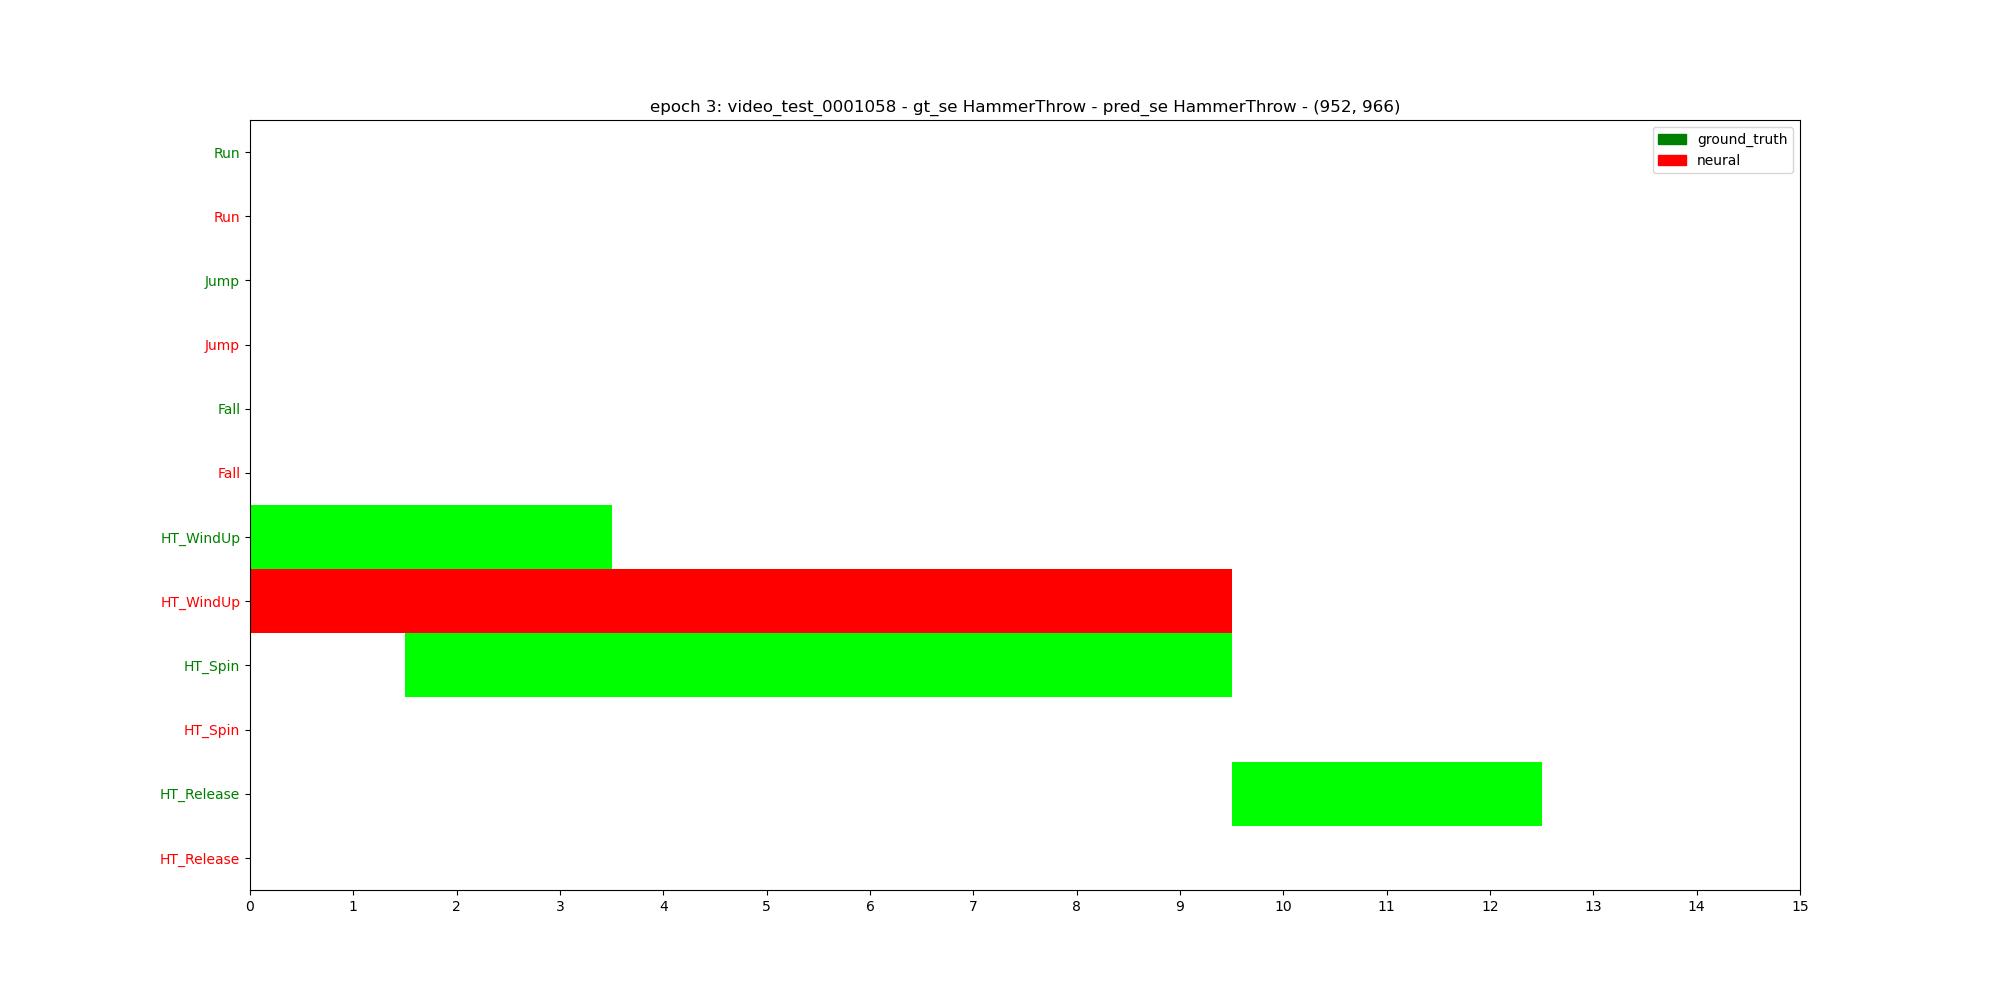 epoch 3: video_test_0001058 - gt_se HammerThrow - pred_se HammerThrow - (952, 966)
ground_truth
neural
Run
Run
Jump
Jump
Fall
Fall
HT_WindUp
HT_WindUp
HT_Spin
HT_Spin
HT_Release
HT_Release
0 1 2 3 4 5 6 7 8 9 10 11 12 13 14 15